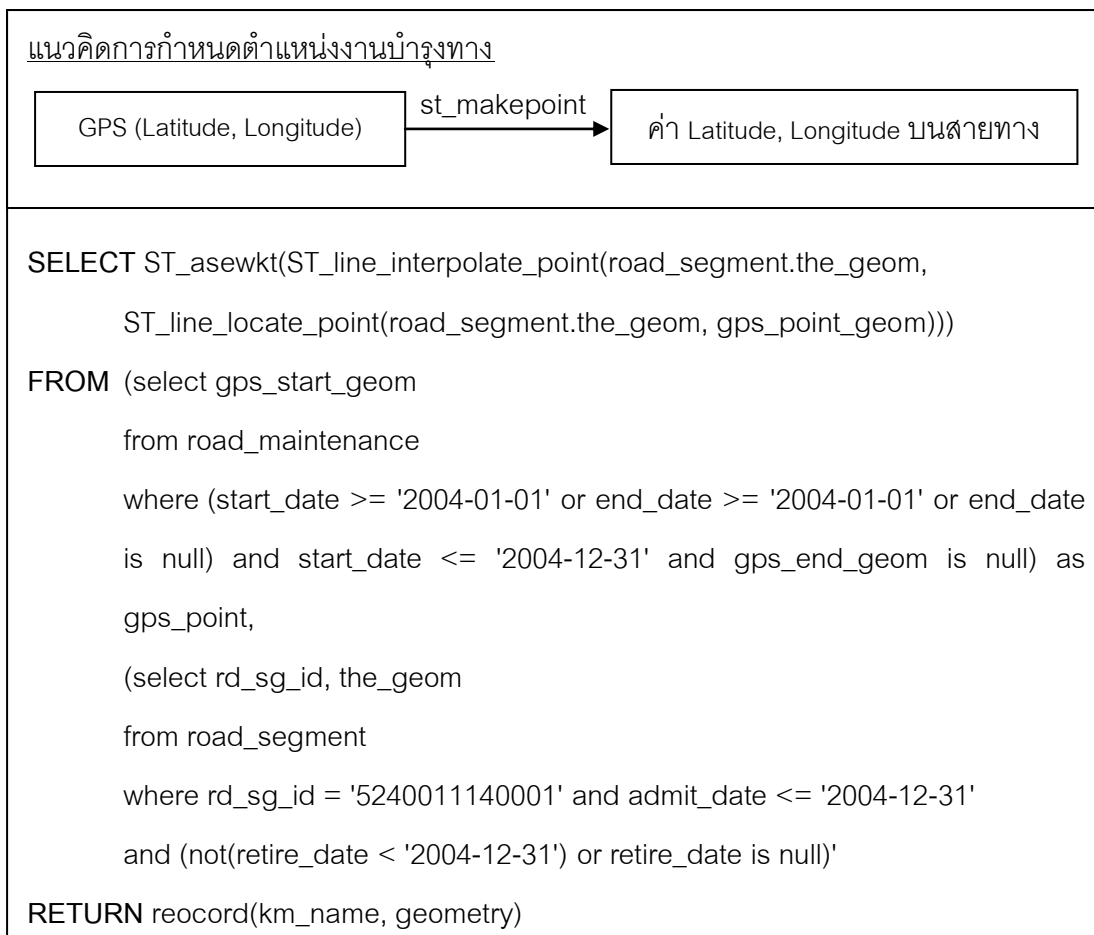 แนวคิดการกำหนดตำแหน่งงานบำรุงทาง
st_makepoint
GPS (Latitude, Longitude)
ค่า Latitude, Longitude บนสายทาง
SELECT ST_asewkt(ST_line_interpolate_point(road_segment.the_geom,
ST_line_locate_point(road_segment.the_geom, gps_point_geom)))
FROM (select gps_start_geom
from road_maintenance
where (start_date >= '2004-01-01' or end_date >= '2004-01-01' or end_date
is null) and start_date <= '2004-12-31' and gps_end_geom is null) as
gps_point,
(select rd_sg_id, the_geom
from road_segment
where rd_sg_id = '5240011140001' and admit_date <= '2004-12-31'
and (not(retire_date < '2004-12-31') or retire_date is null)'
RETURN reocord(km_name, geometry)